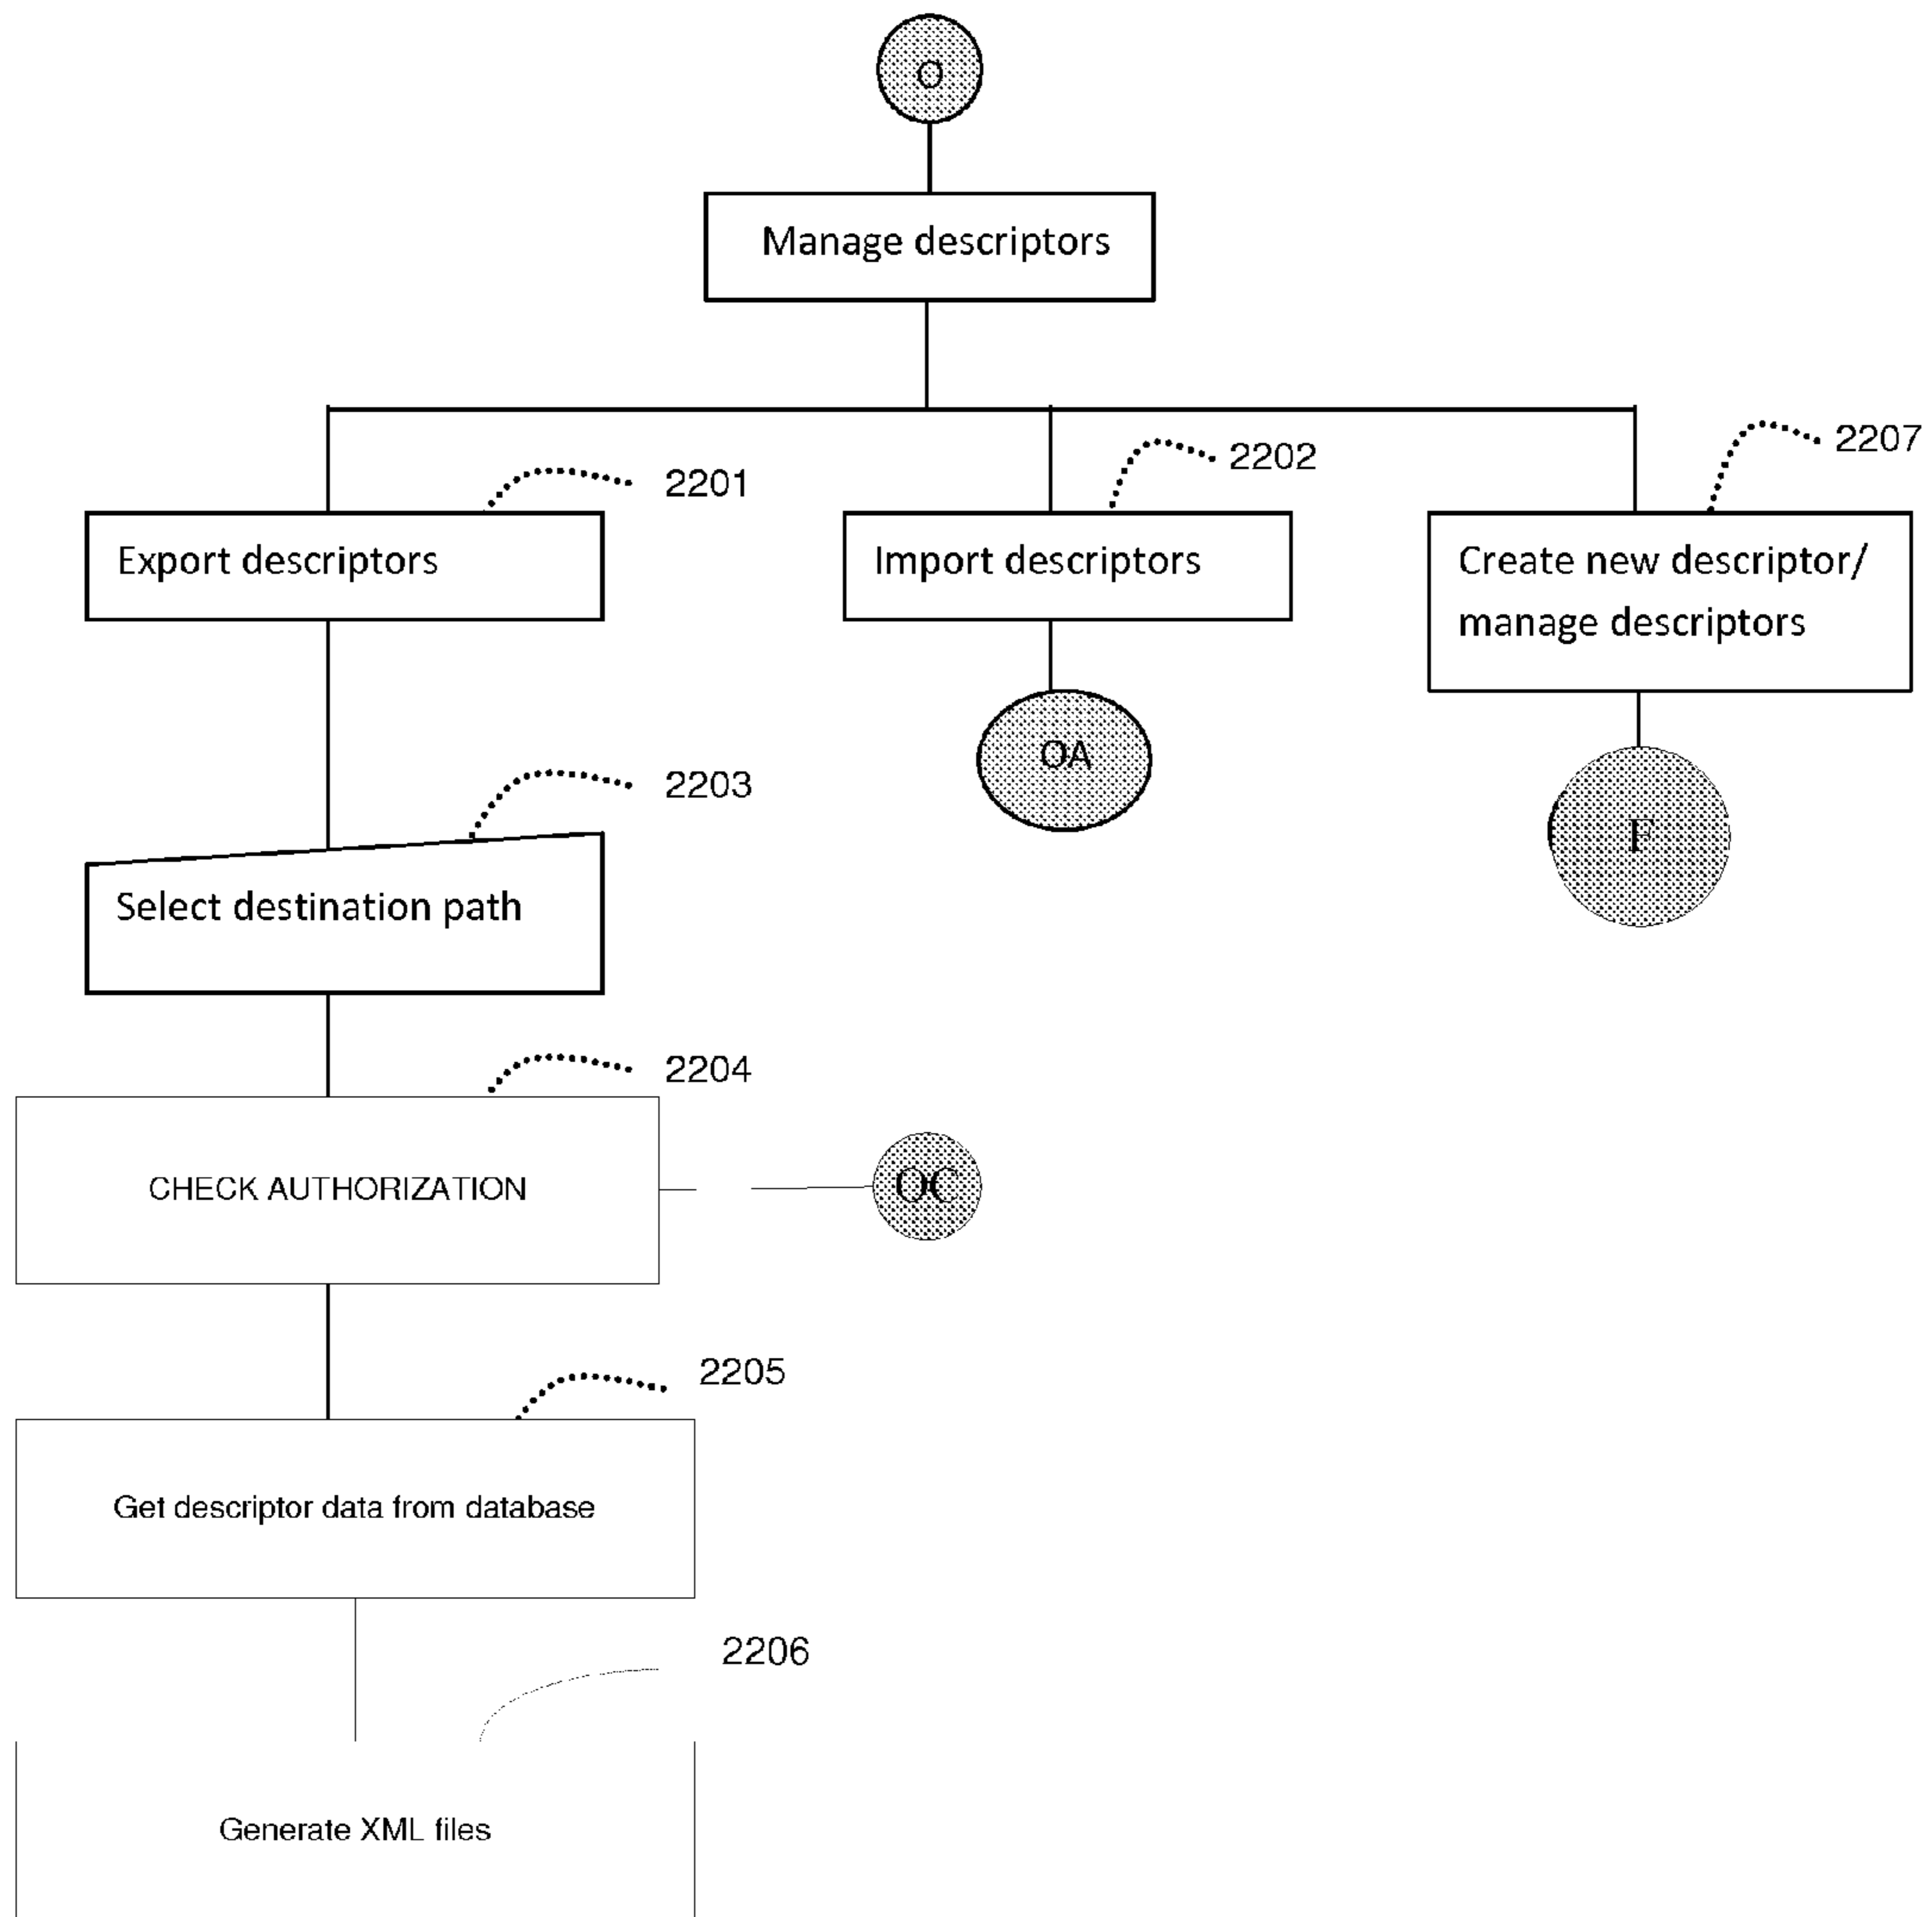 O
Manage descriptors
2201
2202
2207
Export descriptors
Import descriptors
Create new descriptor/
manage descriptors
OA
F
2203
Select destination path
2204
CHECK AUTHORIZATION
OC
2205
Get descriptor data from database
2206
Generate XML files